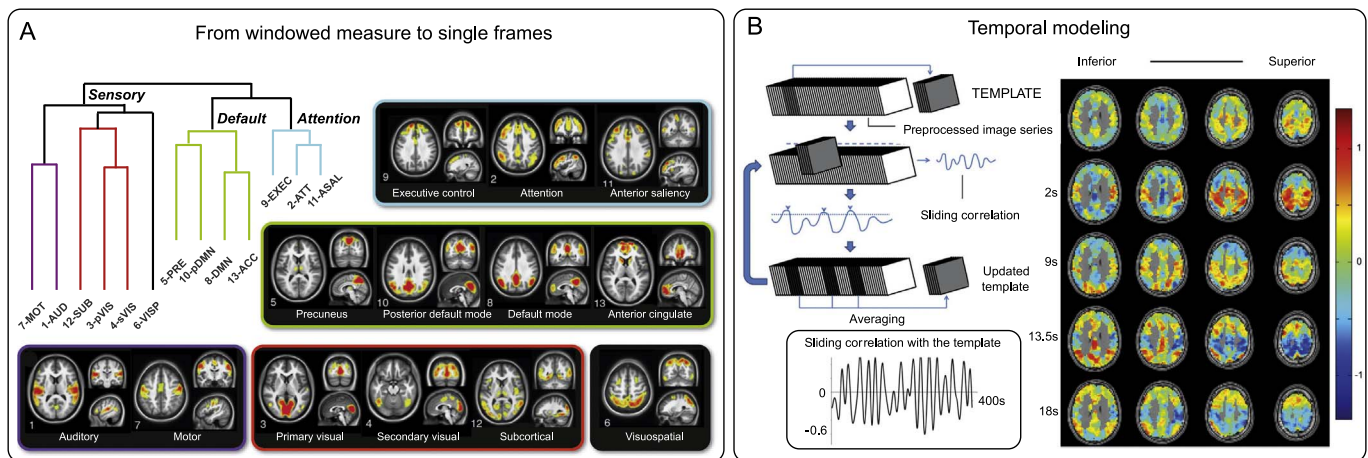 A
From windowed measure to single frames
Sensory
Default
Attention
9-EXEC
2-ATT
11-ASAL
5-PRE
10-pDMN
8-DMN
13-ACC
7-MOT
1-AUD
12-SUB
3-pVIS
4-sVIS
6-VISP
9
Executive control
2
Attention
11
Anterior saliency
5
Precuneus
10
Posterior default mode
8
Default mode
13
Anterior cingulate
1
Auditory
7
Motor
3
Primary visual
4
Secondary visual
12
Subcortical
6
Visuospatial
B
Temporal modeling
TEMPLATE
Preprocessed image series
Sliding correlation
Updated
template
Averaging
Sliding correlation with the template
0
400s
-0.6
Inferior
Superior
2s
9s
13.5s
18s
1
0
-1